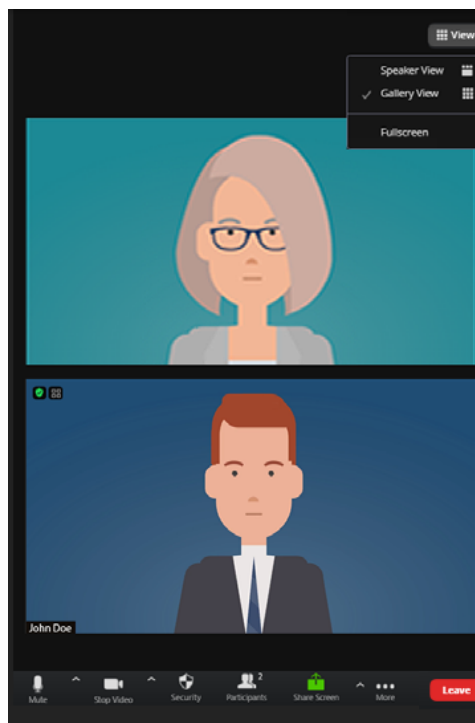 View
Speaker View
Gallery View
Fullscreen
John Doe
2
Mute Stop Video Security Participants Share Screen More Leave